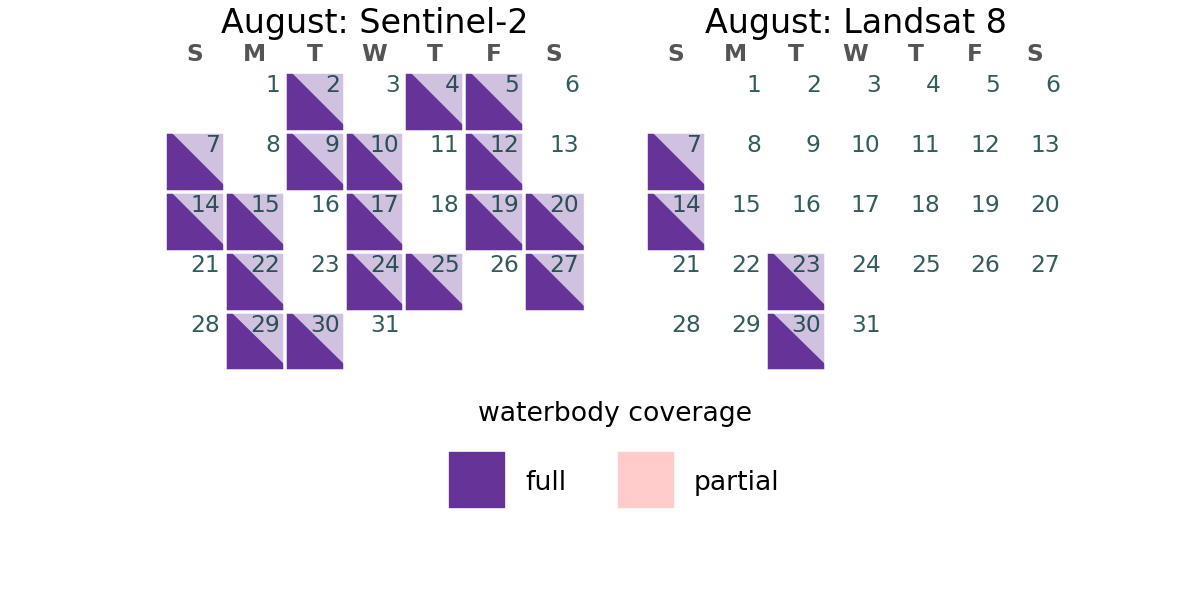 August: Sentinel-2
S M T W T F S
1 2 3 4 5 6
7 8 9 10 11 12 13
14 15 16 17 18 19 20
21 22 23 24 25 26 27
28 29 30 31
August: Landsat 8
S M T W T F S
1 2 3 4 5 6
7 8 9 10 11 12 13
14 15 16 17 18 19 20
21 22 23 24 25 26 27
28 29 30 31
waterbody coverage
full partial